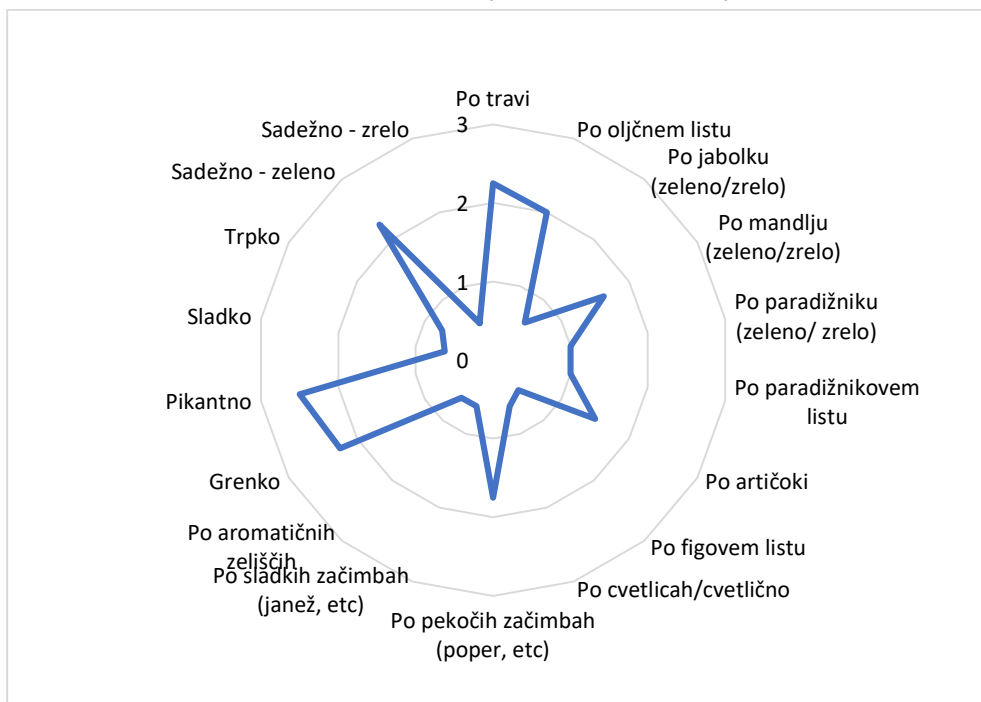 Po travi
3
Po oljčnem listu
Po jabolku
(zeleno/zrelo)
Po mandlju
(zeleno/zrelo)
Po paradižniku
(zeleno/ zrelo)
Po paradižnikovem
listu
Po artičoki
Po figovem listu
Po cvetlicah/cvetlično
Po pekočih začimbah
(poper, etc)
Po sladkih začimbah
(janež, etc)
Po aromatičnih
zeliščih
Grenko
Pikantno
Sladko
Trpko
Sadežno - zeleno
Sadežno - zrelo
2
1
0